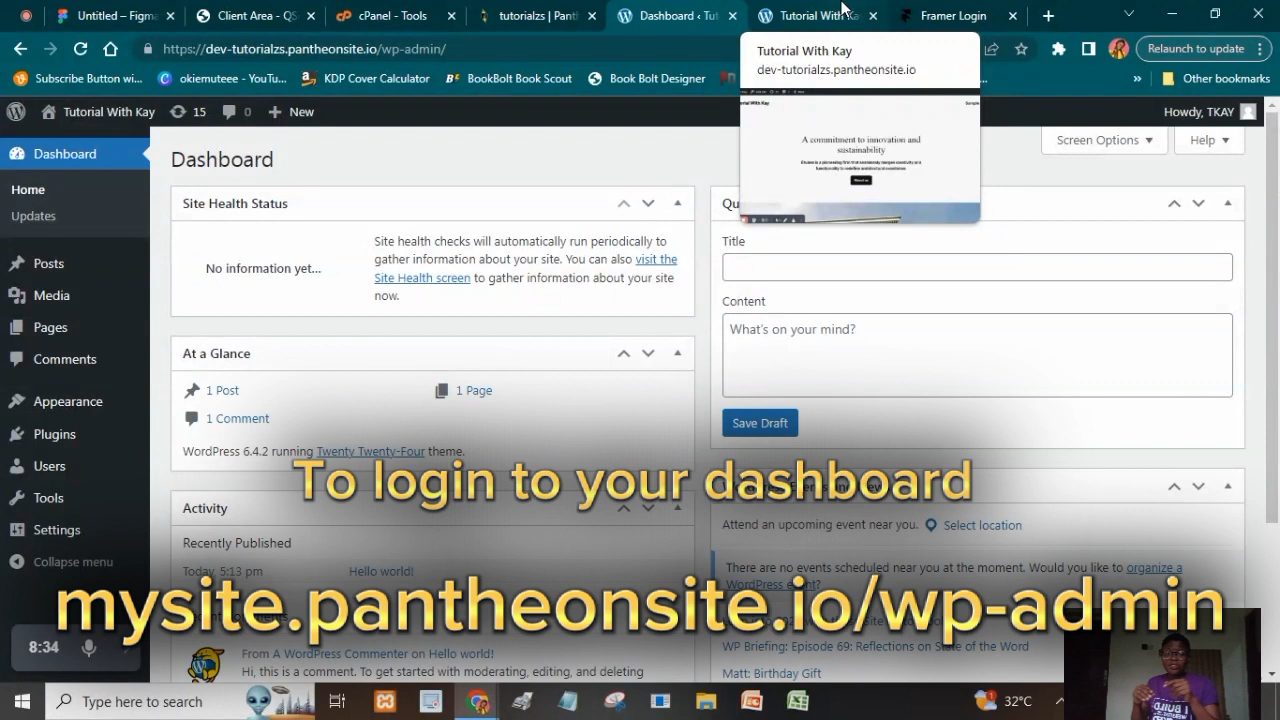 Subscribed – Tuto
Client Area - QS
cPanel - Tools
tutorialzs | Panth
Dashboard ‹ Tut
Tutorial With Ka
Framer Login
https://dev-tutorialzs.pantheonsite.io/wp-admin/
Relaunch to update
Subscribed Writing wi...
okieriteeee - YouTu...
KDP Cover Calculator
BookBolt Book Scout
Book Bolt Designer
»
Other bookmarks
Tutorial With Kay
dev-tutorialzs.pantheonsite.io
Tutorial With Kay
15
0
New
Howdy, TKAY
A commitment to innovation and
sustainability
About us
Screen Options
Help
Dashboard
Home
Updates
Posts
Media
Pages
Comments
Appearance
Plugins
Users
Tools
Settings
Collapse menu
Dashboard
Site Health Status
No information yet...
Site health checks will automatically run periodically to
gather information about your site. You can also visit the
Site Health screen to gather information about your site
now.
At a Glance
1 Post
1 Page
1 Comment
WordPress 6.4.2 running Twenty Twenty-Four theme.
Activity
Recently Published
Today, 5:13 pm
Hello world!
From A WordPress Commenter on Hello world!
Hi, this is a comment. To get started with moderating, editing, and deleting
Qu
Title
Content
What's on your mind?
Save Draft
Attend an upcoming event near you.
Select location
There are no events scheduled near you at the moment. Would you like to organize a
WordPress event?
WP Briefing: Episode 69: Reflections on State of the Word
Matt: Birthday Gift
To login to your dashboard
mysite.pantheonsite.io/wp-admin
8:34
Type here to search
32°C